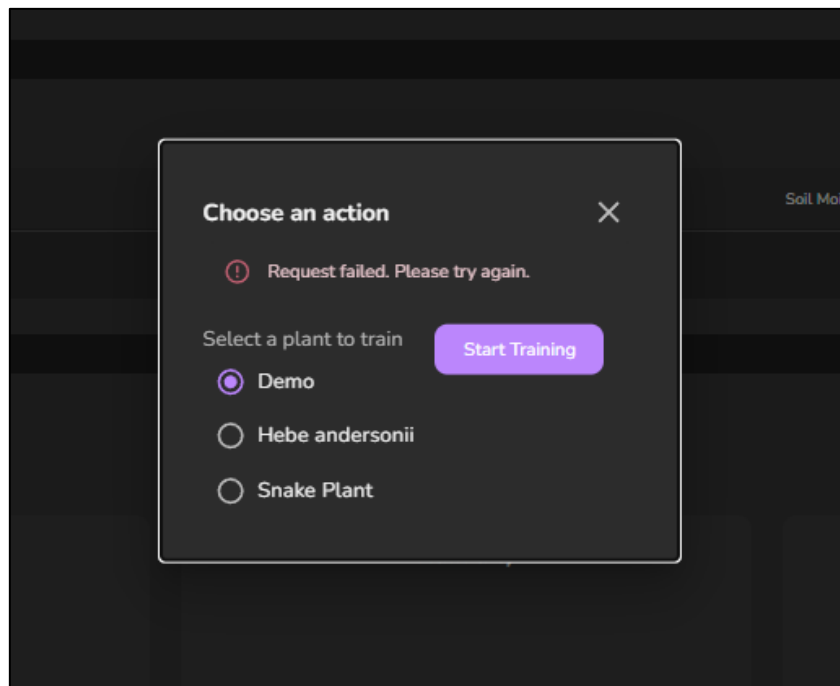 Choose an action
Request failed. Please try again.
Select a plant to train
Start Training
Demo
Hebe andersonii
Snake Plant
Soil